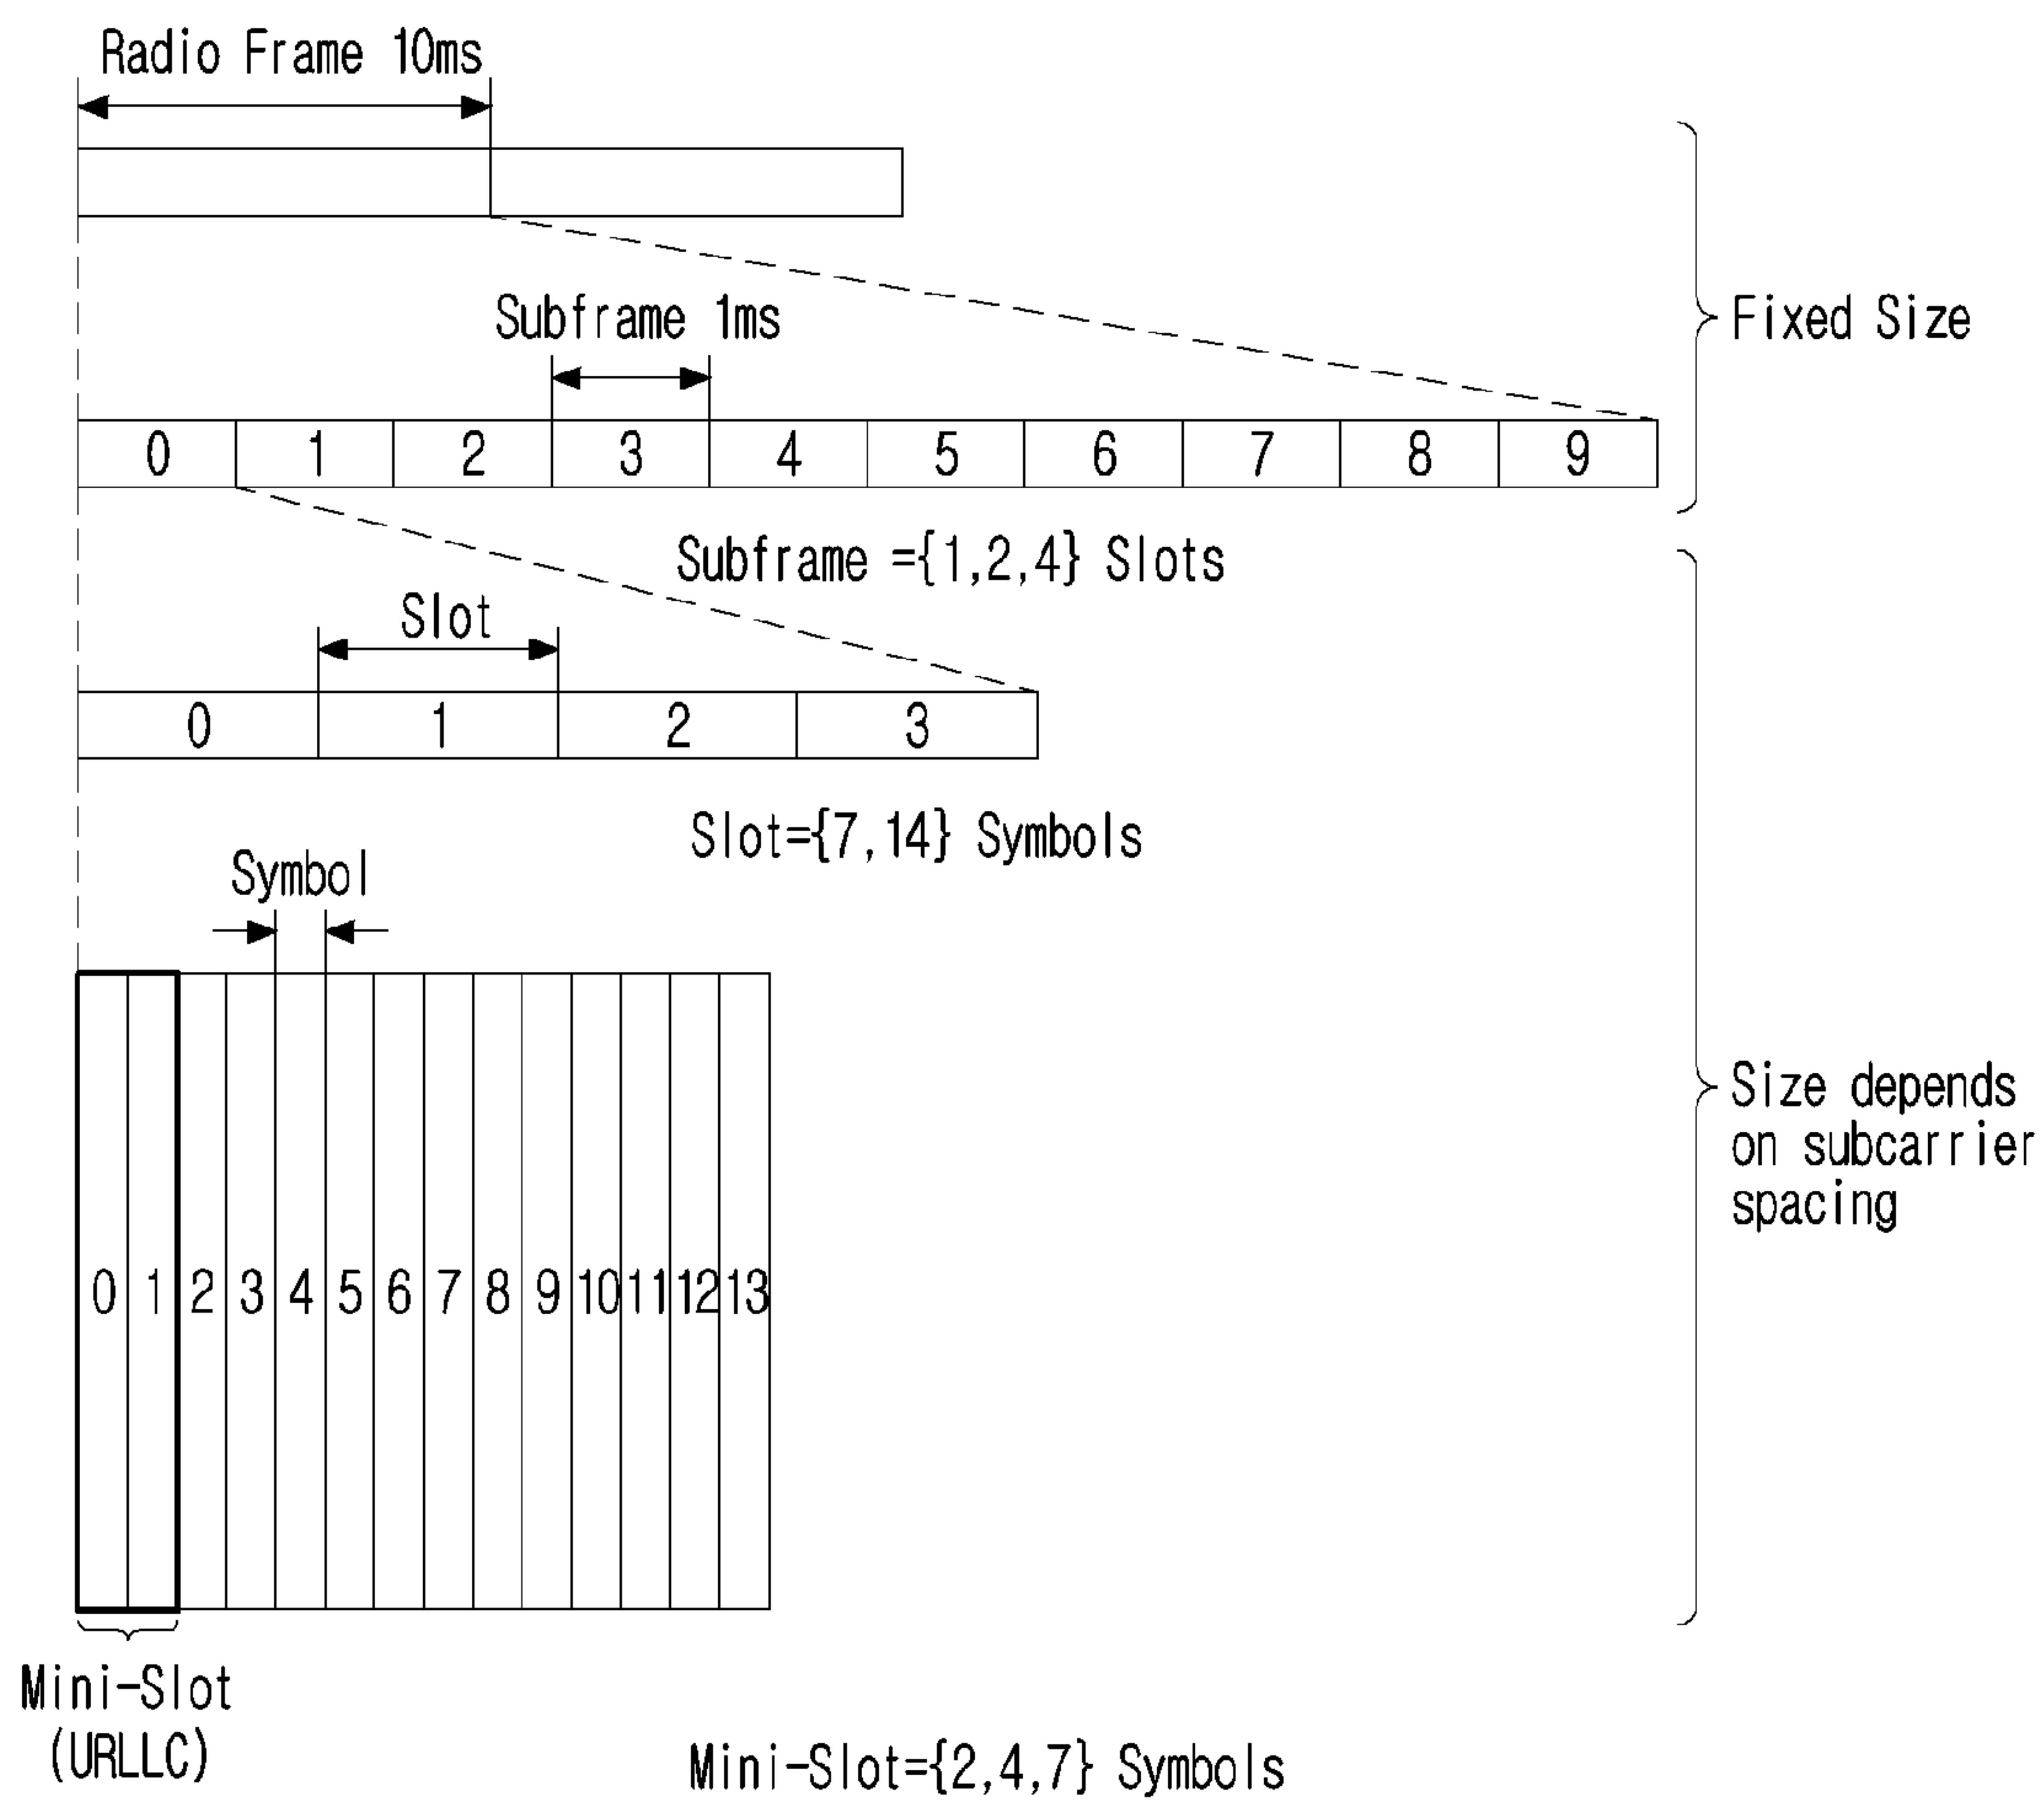 Radio Frame 10ms
Subframe 1ms
Fixed Size
0 1 2 3 4 5 6 7 8 9
Subframe ={1,2,4} Slots
Slot
0 1 2 3
Slot={7,14} Symbols
Symbol
Size depends
on subcarrier
spacing
0 1 2 3 4 5 6 7 8 9 10 11 12 13
Mini-Slot
(URLLC)
Mini-Slot={2,4,7} Symbols